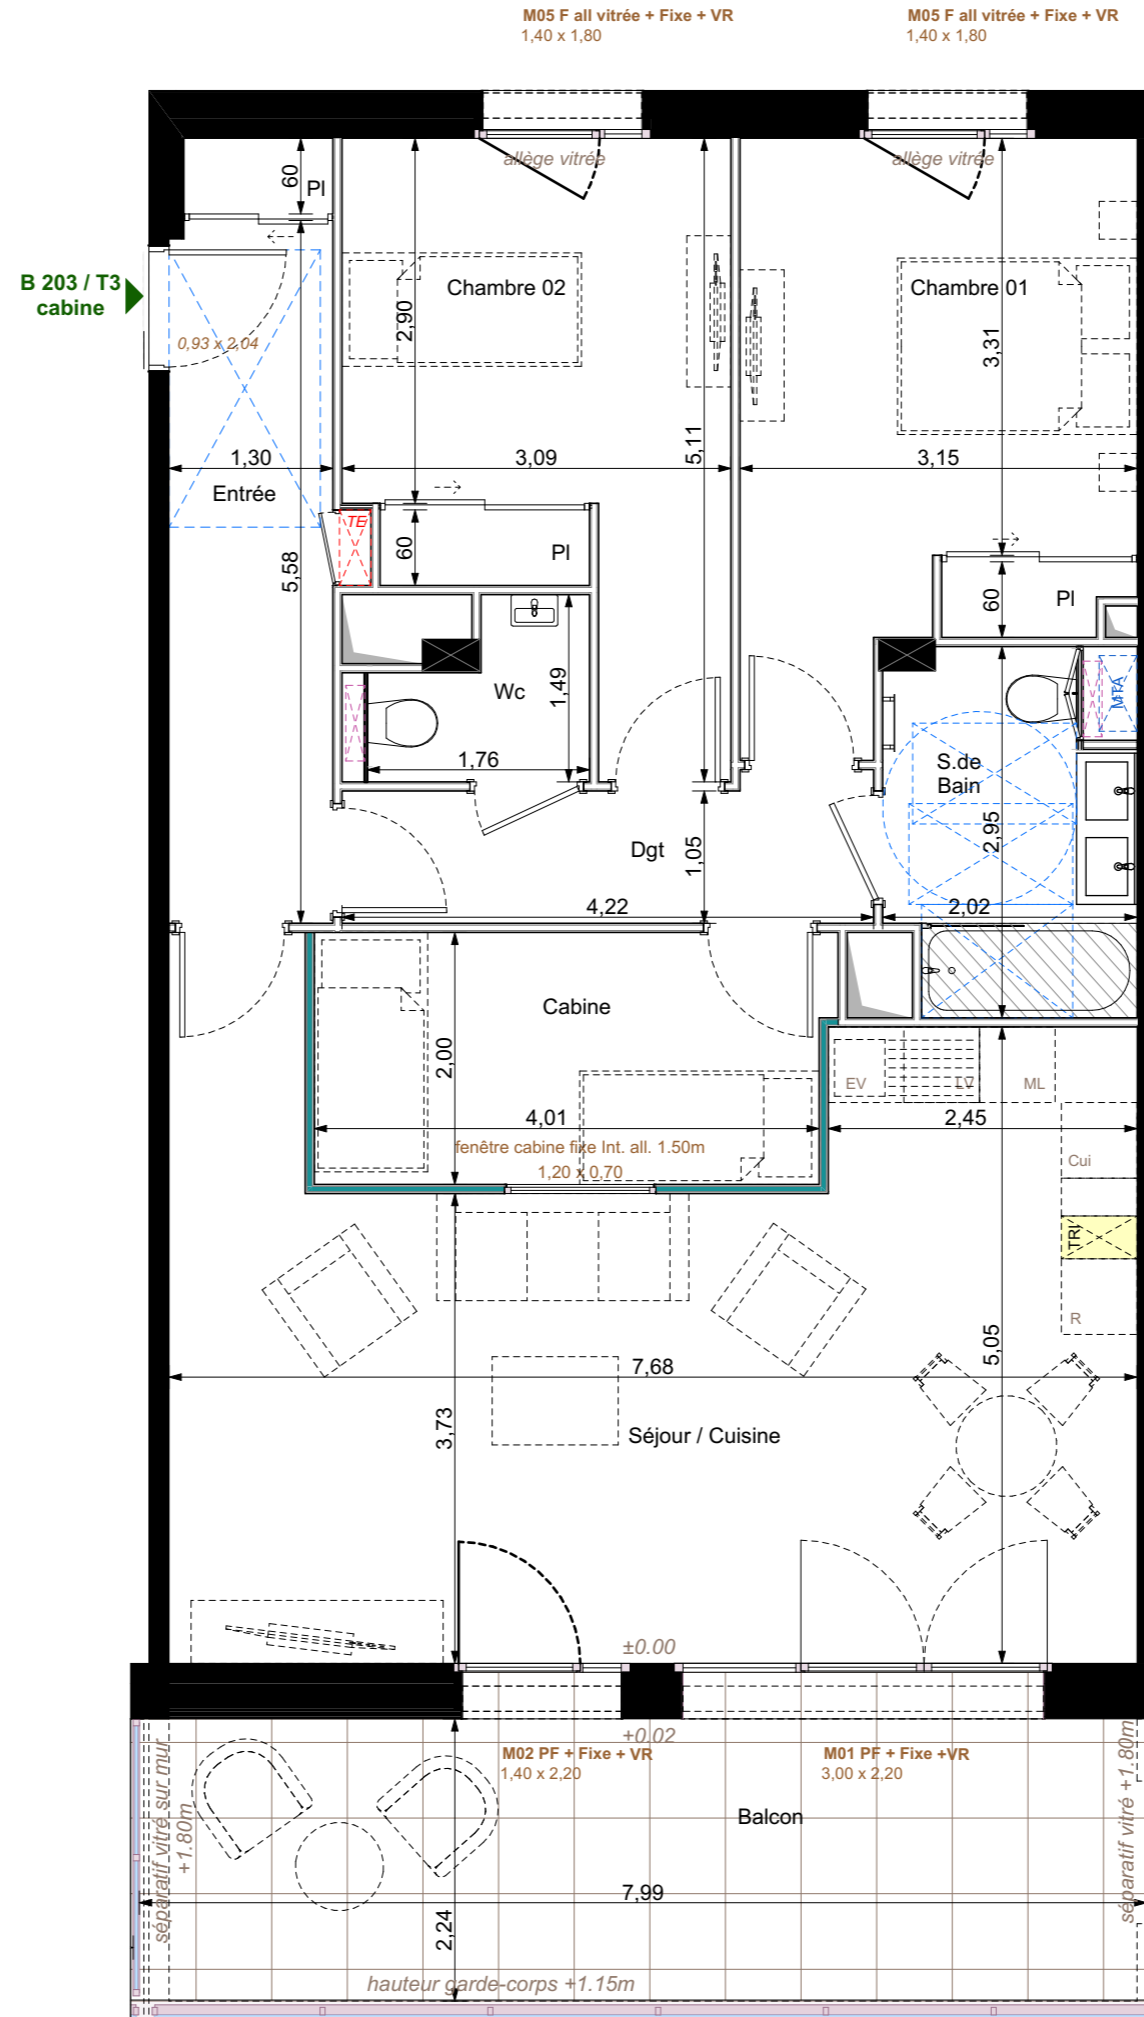 M05 F all vitrée + Fixe + VR
1,40 x 1,80
M05 F all vitrée + Fixe + VR
1,40 x 1,80
allège vitrée
allège vitrée
60
Pl
B 203 / T3
cabine
0,93 x 2,04
Chambre 02
Chambre 01
2,90
3,31
5,11
1,30
3,09
3,15
Entrée
TE
60
Pl
5,58
60
Pl
Wc
1,49
1,76
MTA
S.de
Bain
2,95
Dgt
1,05
4,22
2,02
Cabine
2,00
4,01
EV
LV
ML
2,45
fenêtre cabine fixe Int. all. 1.50m
1,20 x 0,70
Cui
TRI
R
5,05
7,68
3,73
Séjour / Cuisine
±0.00
+0.02
M02 PF + Fixe + VR
1,40 x 2,20
M01 PF + Fixe +VR
3,00 x 2,20
séparatif vitré sur mur
+1.80m
séparatif vitré +1.80m
Balcon
7,99
2,24
hauteur garde-corps +1.15m